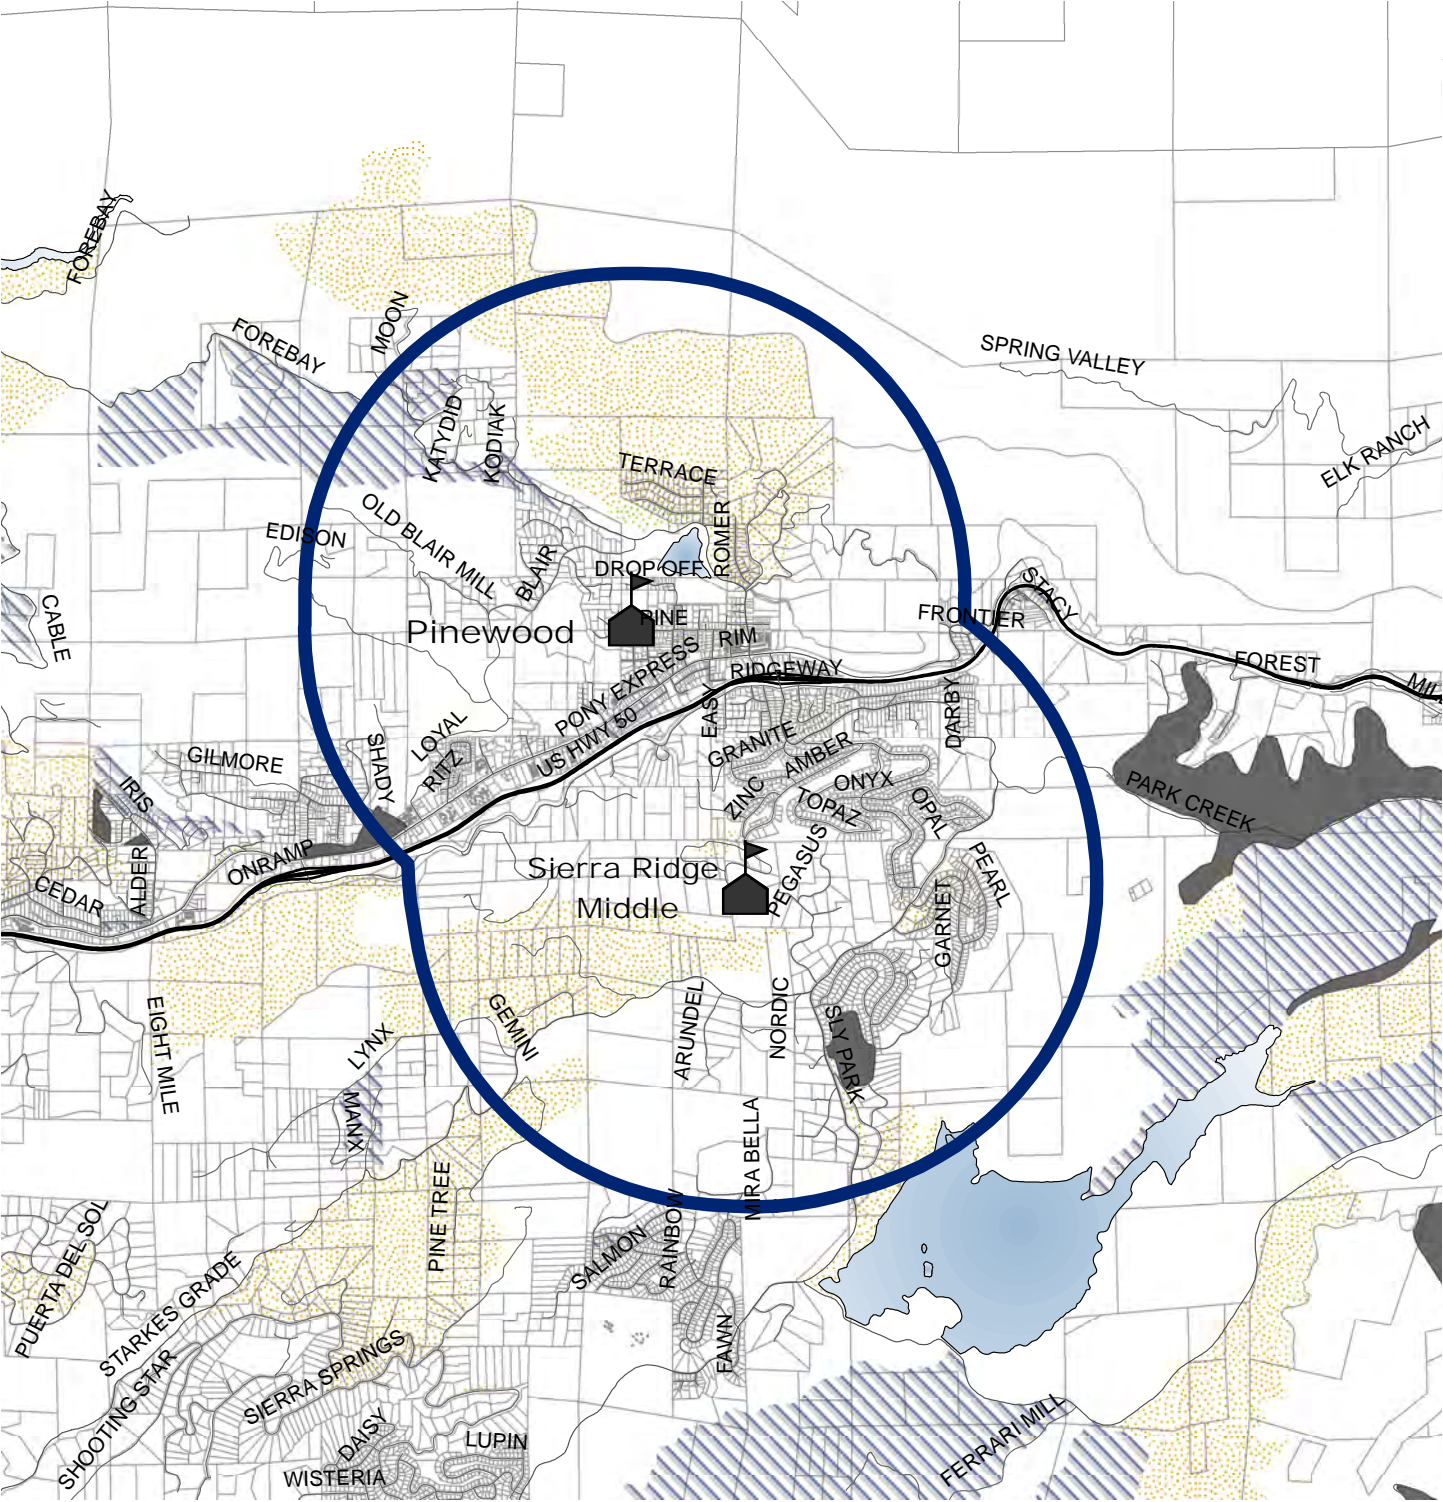 FOREBAY
MOON
FOREBAY
SPRING VALLEY
KATYDID
KODIAK
ELK RANCH
TERRACE
OLD BLAIR MILL
EDISON
ROMER
BLAIR
DROP OFF
STACY
CABLE
PINE
FRONTIER
Pinewood
RIM
PONY EXPRESS
RIDGEWAY
FOREST
EASY
DARBY
US HWY 50
LOYAL
RITZ
SHADY
GILMORE
GRANITE
AMBER
IRIS
ZINC
ONYX
TOPAZ
OPAL
PARK CREEK
ONRAMP
ALDER
CEDAR
Sierra Ridge
Middle
PEGASUS
PEARL
GARNET
EIGHT MILE
LYNX
GEMINI
ARUNDEL
NORDIC
SLY PARK
MANX
MIRA BELLA
PINE TREE
RAINBOW
SALMON
PUERTA DEL SOL
STARKES GRADE
SHOOTING STAR
SIERRA SPRINGS
FAWN
DAISY
LUPIN
WISTERIA
FERRARI MILL